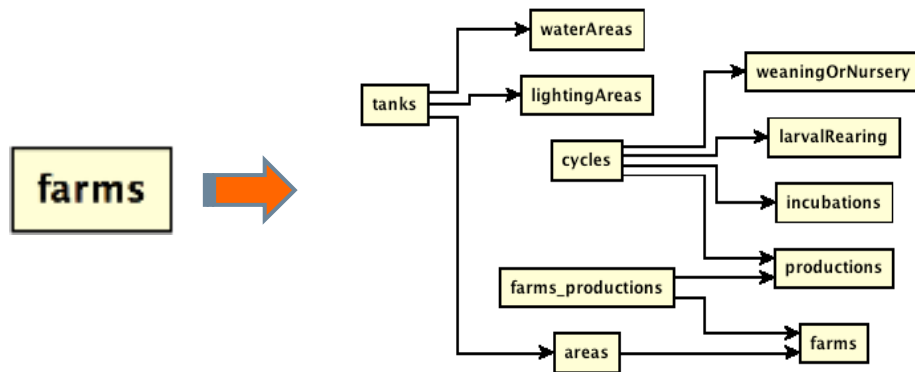 farms
waterAreas
tanks
lightingAreas
weaningOrNursery
cycles
larvalRearing
incubations
productions
farms_productions
farms
areas